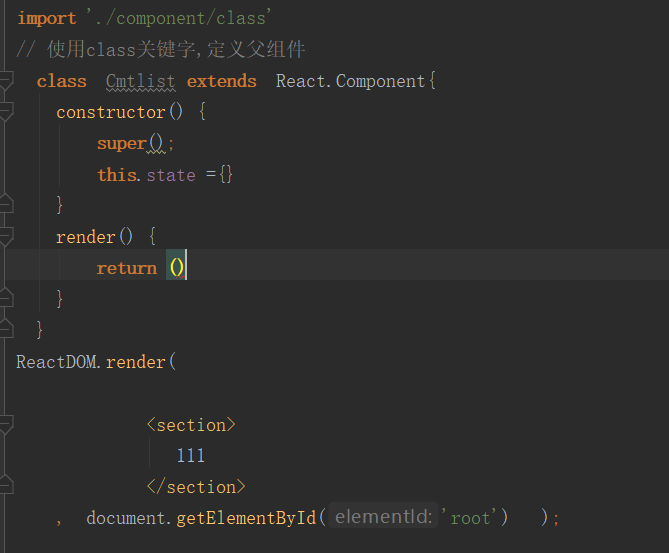 import './component/class'
// 使用class关键字,定义父组件
class Cmtlist extends React.Component{
constructor() {
super();
this.state ={}
}
render() {
return ()
}
}
ReactDOM.render(
<section>
111
</section>
, document.getElementById( elementId: 'root') );